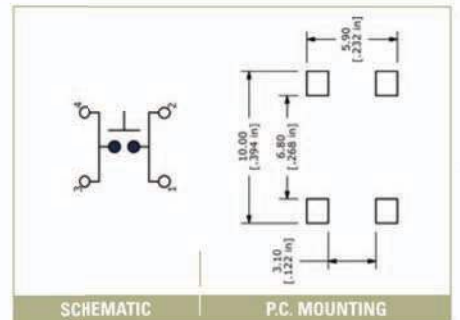 4
2
3
1
5.90
[.232 in]
10.00
[.394 in]
6.80
[.268 in]
3.10
[.122 in]
SCHEMATIC
P.C. MOUNTING